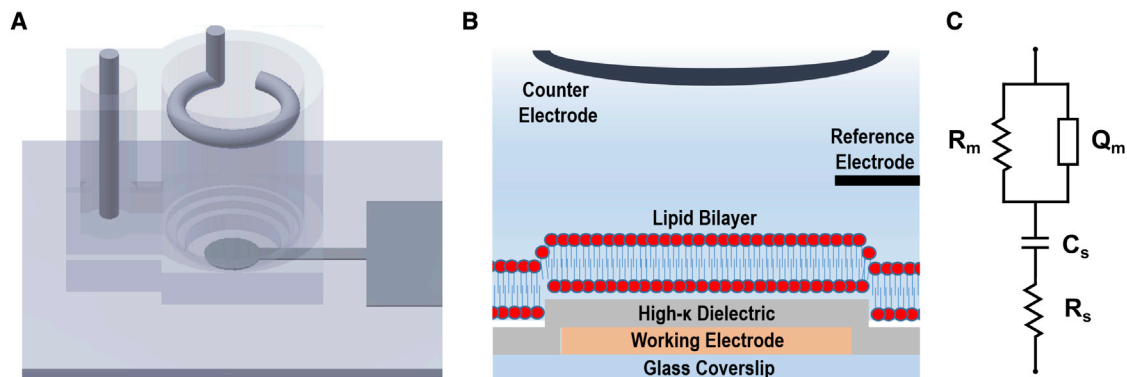 A
B
Counter
Electrode
Reference
Electrode
Lipid Bilayer
High-κ Dielectric
Working Electrode
Glass Coverslip
C
Rm
Qm
Cs
Rs